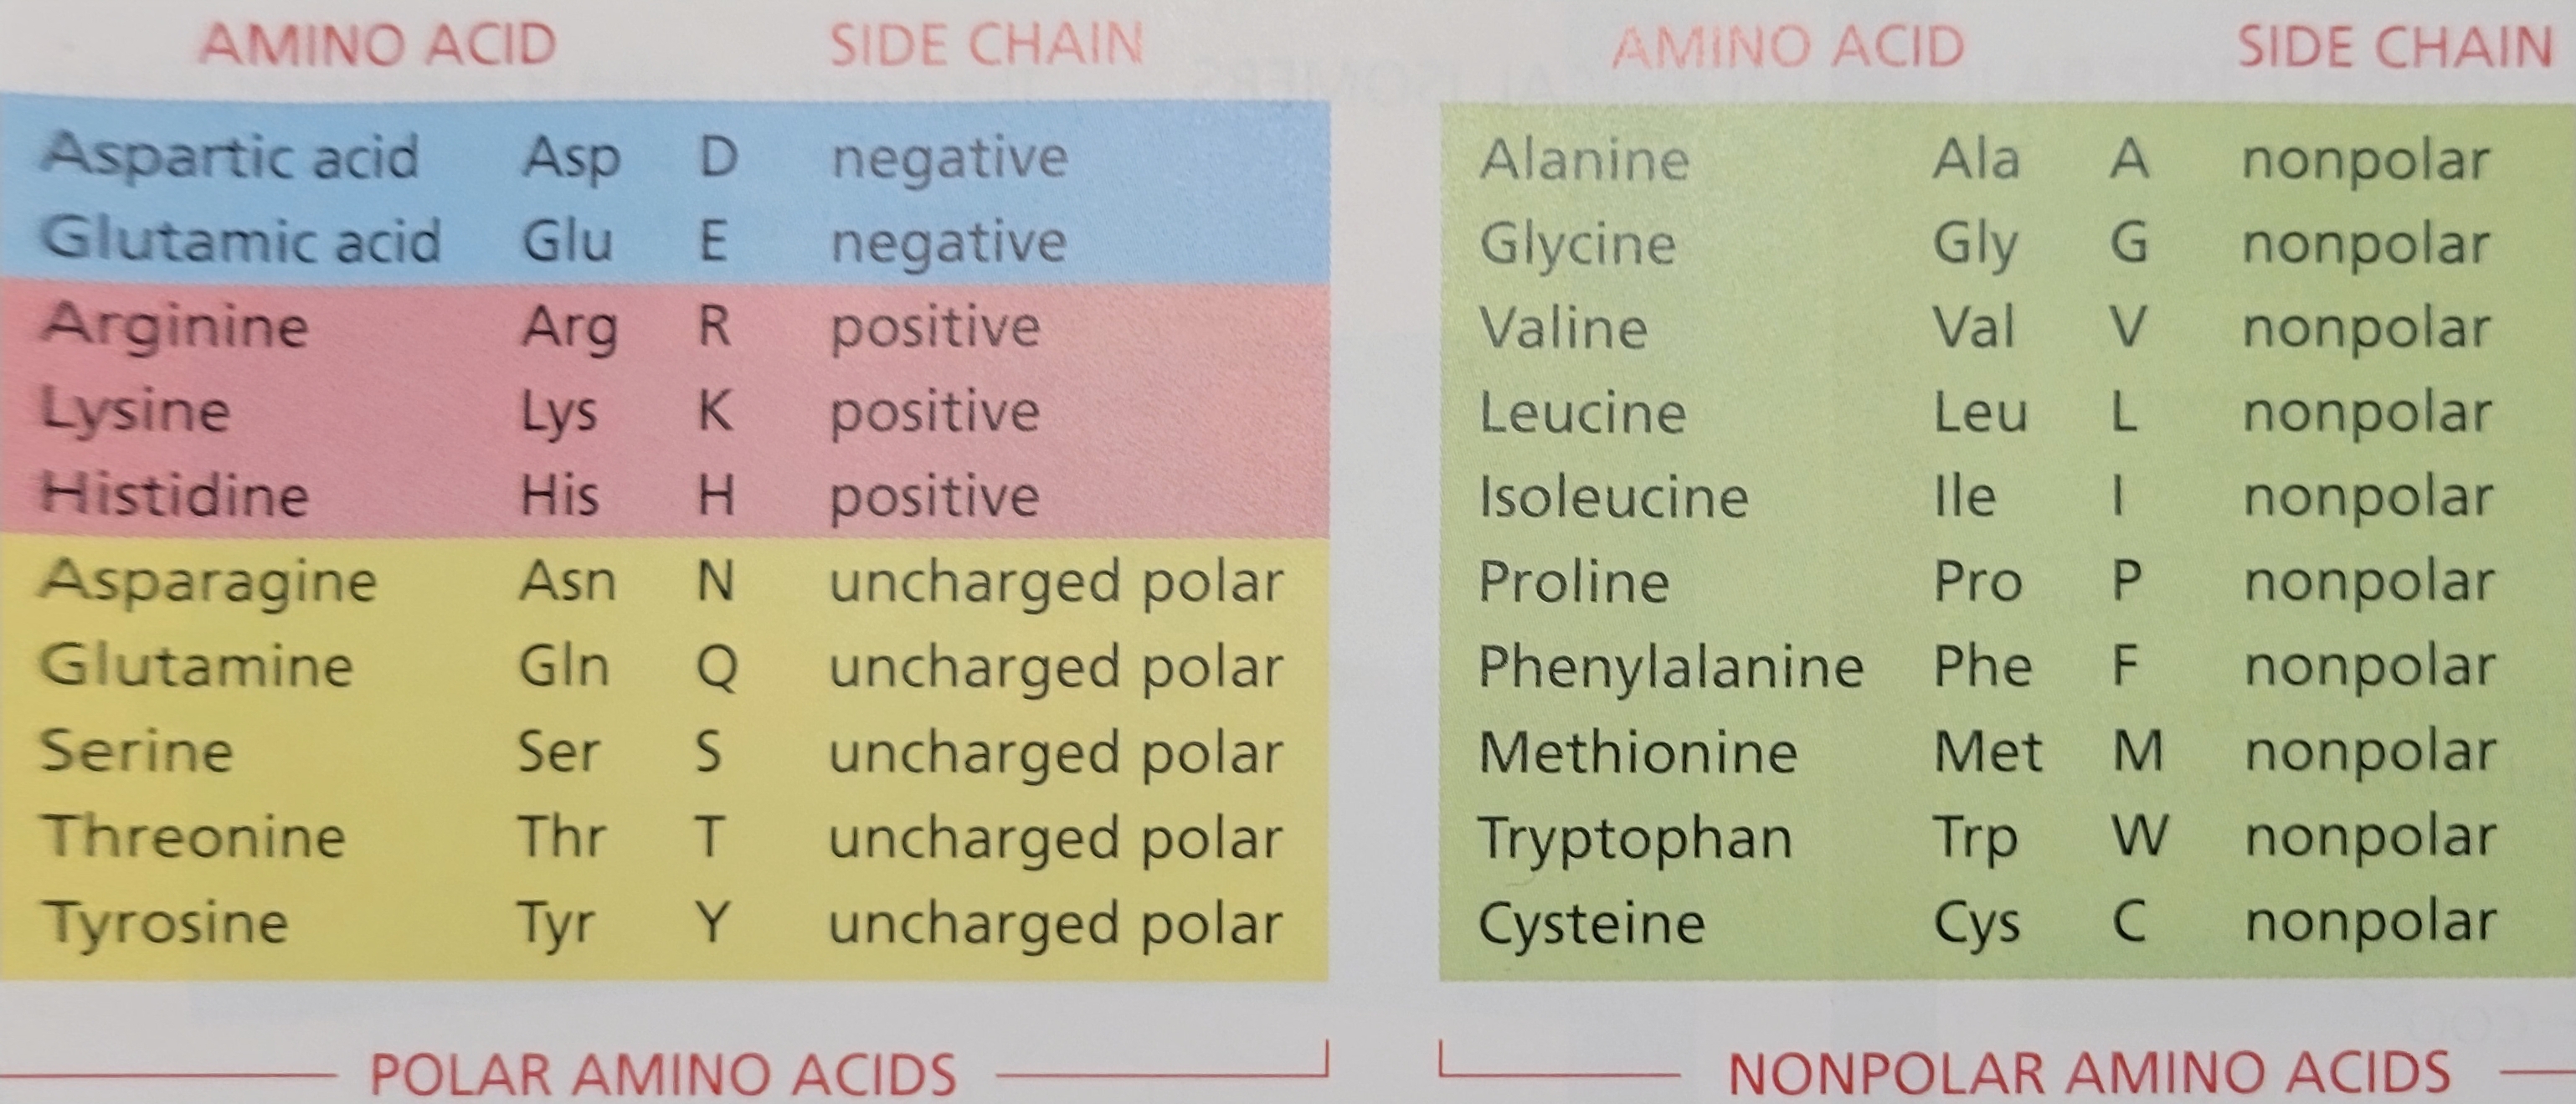 AMINO ACID SIDE CHAIN
Aspartic acid Asp D negative
Glutamic acid Glu E negative
Arginine Arg R positive
Lysine Lys K positive
Histidine His H positive
Asparagine Asn N uncharged polar
Glutamine Gln Q uncharged polar
Serine Ser S uncharged polar
Threonine Thr T uncharged polar
Tyrosine Tyr Y uncharged polar
POLAR AMINO ACIDS
AMINO ACID SIDE CHAIN
Alanine Ala A nonpolar
Glycine Gly G nonpolar
Valine Val V nonpolar
Leucine Leu L nonpolar
Isoleucine Ile I nonpolar
Proline Pro P nonpolar
Phenylalanine Phe F nonpolar
Methionine Met M nonpolar
Tryptophan Trp W nonpolar
Cysteine Cys C nonpolar
NONPOLAR AMINO ACIDS